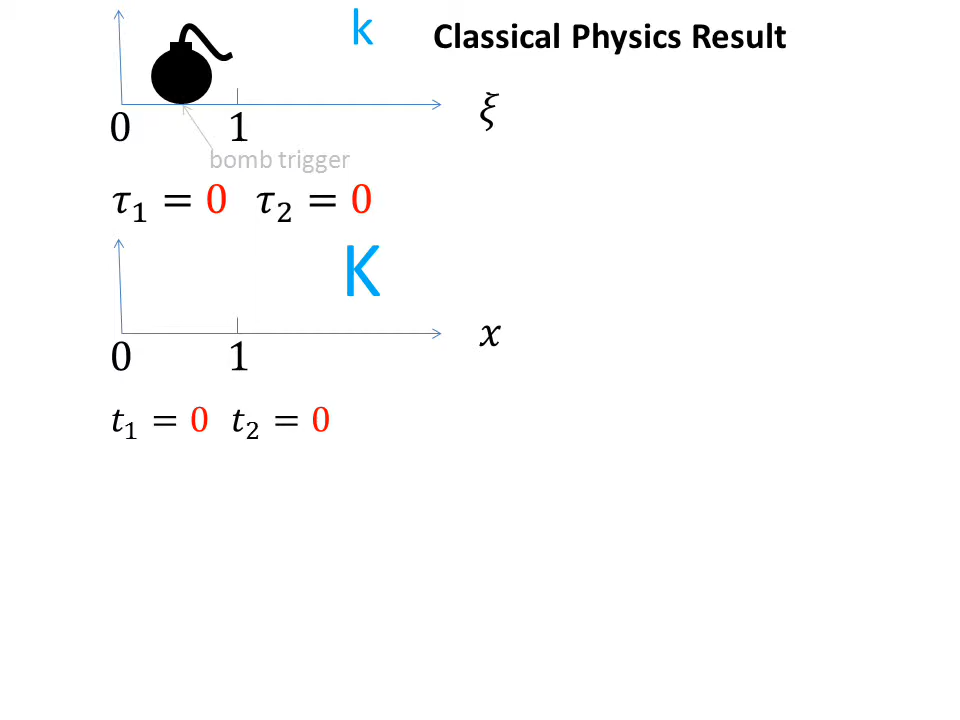 k Classical Physics Result
ξ
0 1
bomb trigger
τ₁ = 0 τ₂ = 0
K
x
0 1
t₁ = 0 t₂ = 0